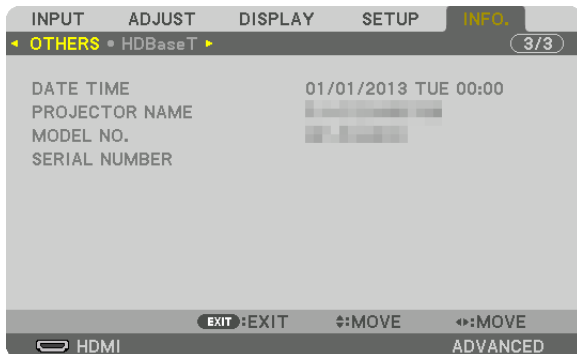 INPUT ADJUST DISPLAY SETUP INFO.
OTHERS • HDBaseT 3/3
DATE TIME 01/01/2013 TUE 00:00
PROJECTOR NAME
MODEL NO.
SERIAL NUMBER
EXIT :EXIT :MOVE :MOVE
HDMI ADVANCED